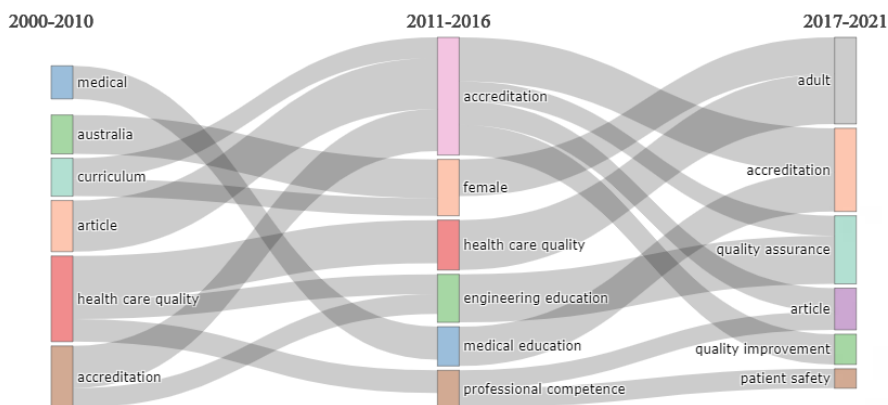 2000-2010
2011-2016
2017-2021
medical
australia
curriculum
article
health care quality
accreditation
accreditation
female
health care quality
engineering education
medical education
professional competence
adult
accreditation
quality assurance
article
quality improvement
patient safety